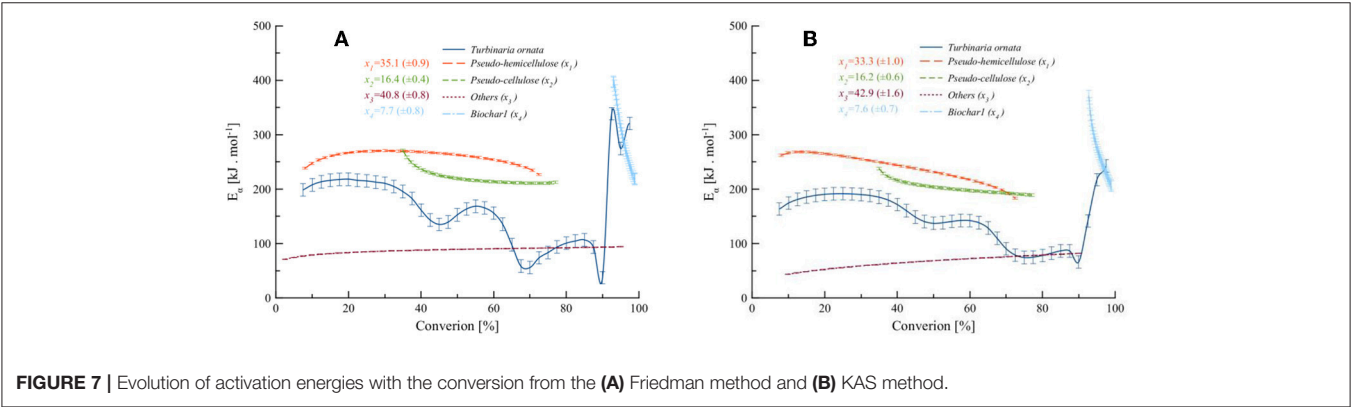 A
500
400
300
200
100
0
E_α [kJ . mol⁻¹]
x₁=35.1 (±0.9)
x₂=16.4 (±0.4)
x₃=40.8 (±0.8)
x₄=7.7 (±0.8)
Turbinaria ornata
Pseudo-hemicellulose (x₁)
Pseudo-cellulose (x₂)
Others (x₃)
Biochar1 (x₄)
0 20 40 60 80 100
Converion [%]
B
500
400
300
200
100
0
E_α [kJ . mol⁻¹]
x₁=33.3 (±1.0)
x₂=16.2 (±0.6)
x₃=42.9 (±1.6)
x₄=7.6 (±0.7)
Turbinaria ornata
Pseudo-hemicellulose (x₁)
Pseudo-cellulose (x₂)
Others (x₃)
Biochar1 (x₄)
0 20 40 60 80 100
Converion [%]
FIGURE 7 | Evolution of activation energies with the conversion from the (A) Friedman method and (B) KAS method.